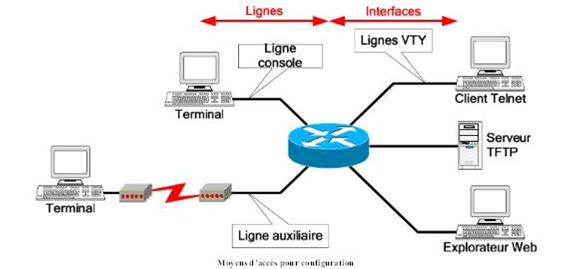 Lignes
Interfaces
Ligne
console
Lignes VTY
Terminal
Client Telnet
Serveur
TFTP
Terminal
Ligne auxiliaire
Explorateur Web
Moyens d'accès pour configuration